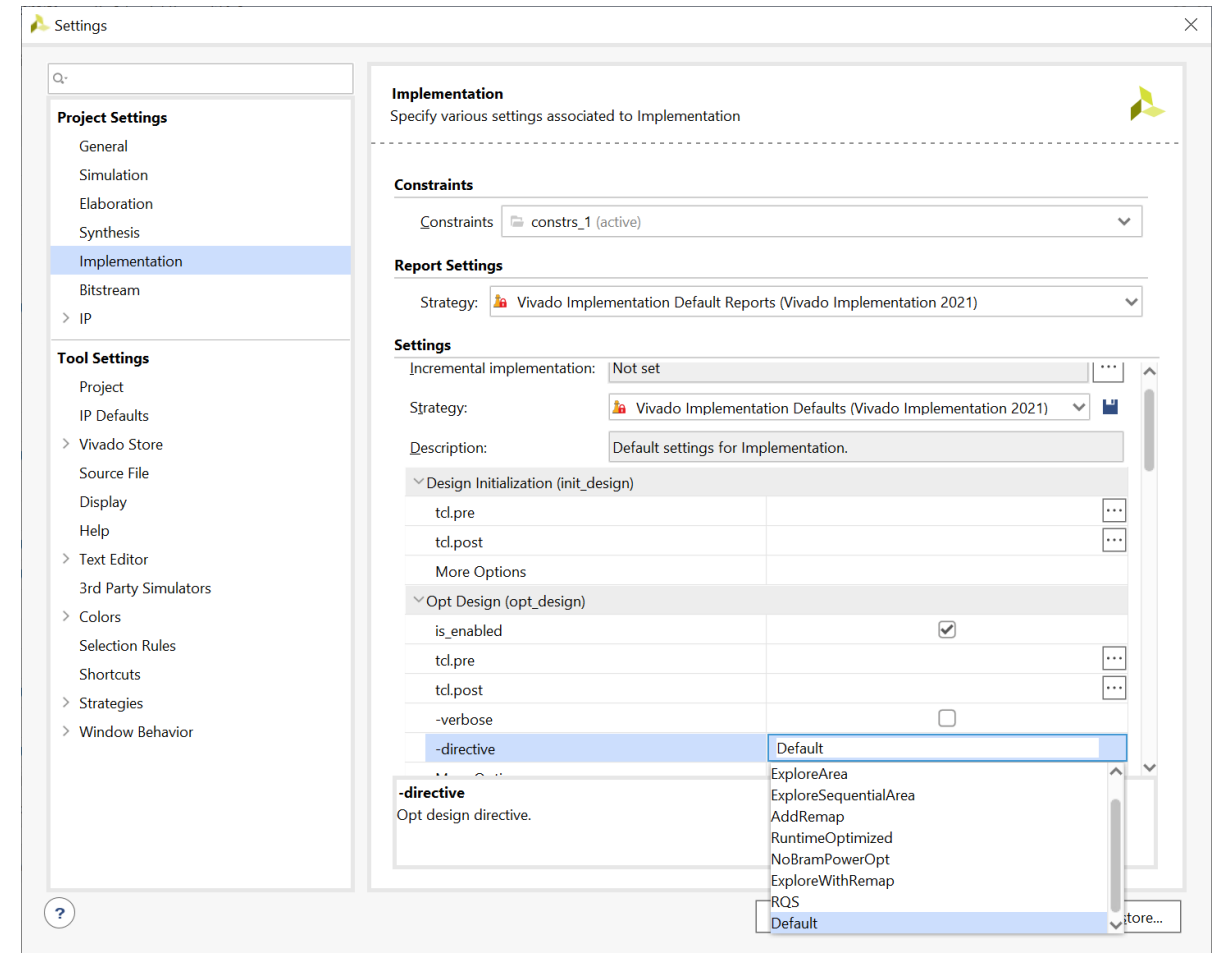 Settings
Project Settings
General
Simulation
Elaboration
Synthesis
Implementation
Bitstream
IP
Tool Settings
Project
IP Defaults
Vivado Store
Source File
Display
Help
Text Editor
3rd Party Simulators
Colors
Selection Rules
Shortcuts
Strategies
Window Behavior
Implementation
Specify various settings associated to Implementation
Constraints
Constraints constrs_1 (active)
Report Settings
Strategy: Vivado Implementation Default Reports (Vivado Implementation 2021)
Settings
Incremental implementation: Not set ...
Strategy: Vivado Implementation Defaults (Vivado Implementation 2021)
Description: Default settings for Implementation.
Design Initialization (init_design)
tcl.pre ...
tcl.post ...
More Options
Opt Design (opt_design)
is_enabled
tcl.pre ...
tcl.post ...
-verbose
-directive Default
-directive
Opt design directive.
ExploreArea
ExploreSequentialArea
AddRemap
RuntimeOptimized
NoBramPowerOpt
ExploreWithRemap
RQS
Default
?